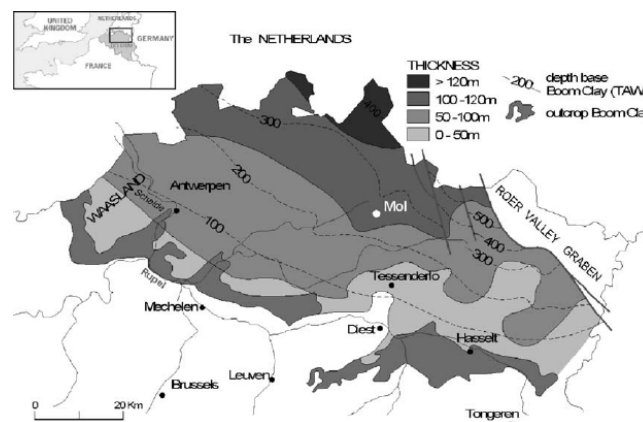 NETHERLANDS
UNITED
KINGDOM
GERMANY
FRANCE
The NETHERLANDS
THICKNESS
> 120m
100 -120m
50 -100m
0 - 50m
200
depth base
Boom Clay (TAW
outcrop Boom Cla
400
300
200
100
WAASLAND
Schelde
Antwerpen
Mol
500
400
300
ROER VALLEY GRABEN
Rupel
Mechelen
Tessenderlo
Diest
Hasselt
Leuven
Brussels
Tongeren
0 20 Km